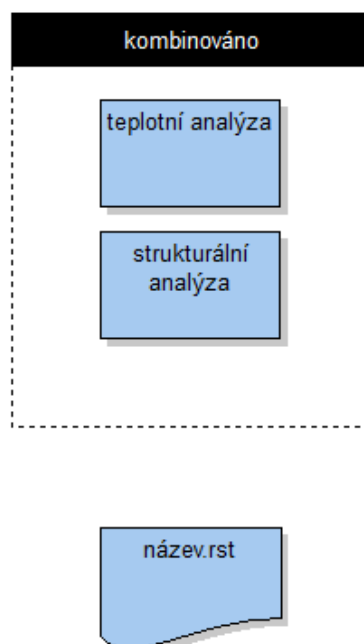 kombinováno
teplotní analýza
strukturální
analýza
název.rst